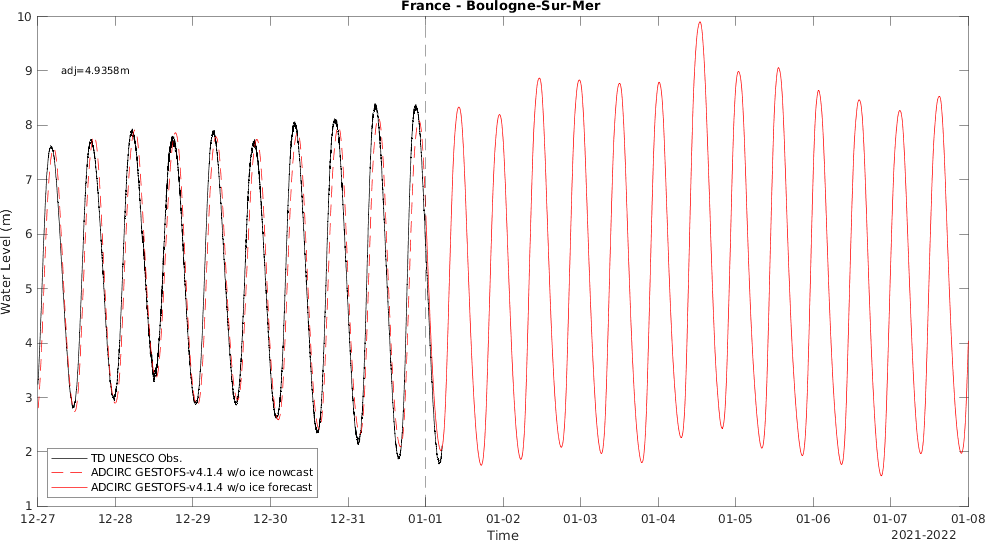 France - Boulogne-Sur-Mer
adj=4.9358m
Water Level (m)
10
9
8
7
6
5
4
3
2
1
TD UNESCO Obs.
ADCIRC GESTOFS-v4.1.4 w/o ice nowcast
ADCIRC GESTOFS-v4.1.4 w/o ice forecast
12-27 12-28 12-29 12-30 12-31 01-01 01-02 01-03 01-04 01-05 01-06 01-07 01-08
Time
2021-2022